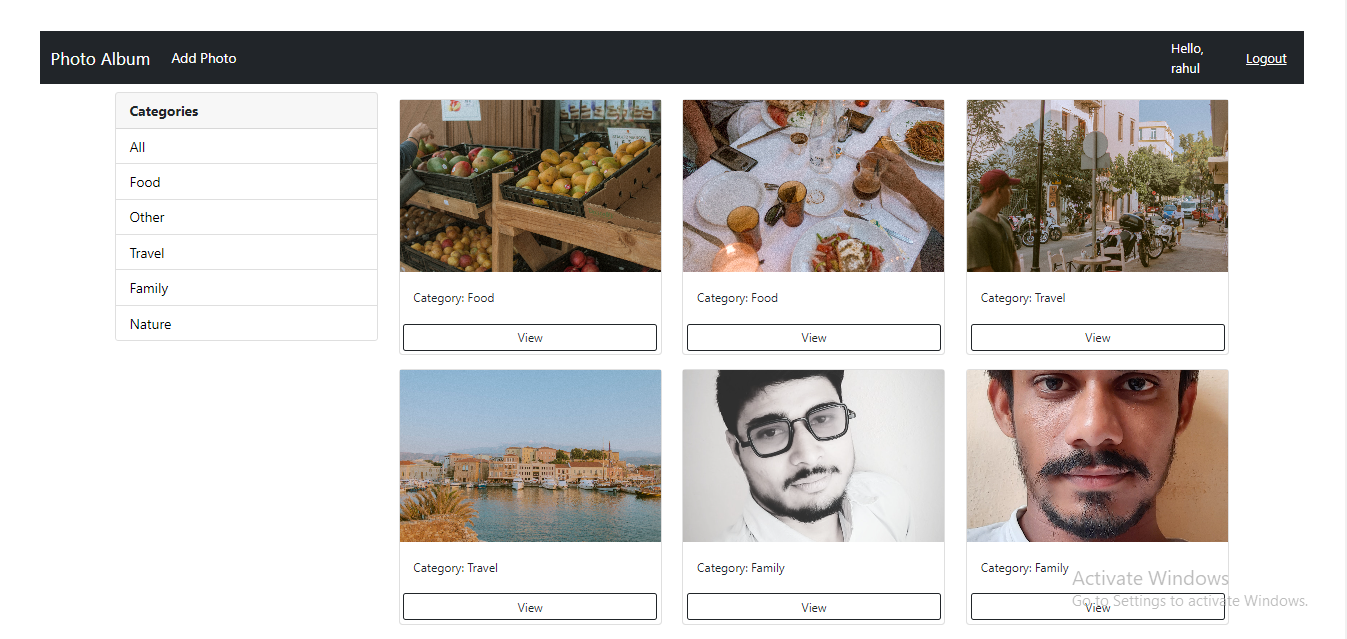 Photo Album
Add Photo
Hello,
rahul
Logout
Categories
All
Food
Other
Travel
Family
Nature
Category: Food
View
Category: Food
View
Category: Travel
View
Category: Travel
View
Category: Family
View
Category: Family
View
Activate Windows
Go to Settings to activate Windows.